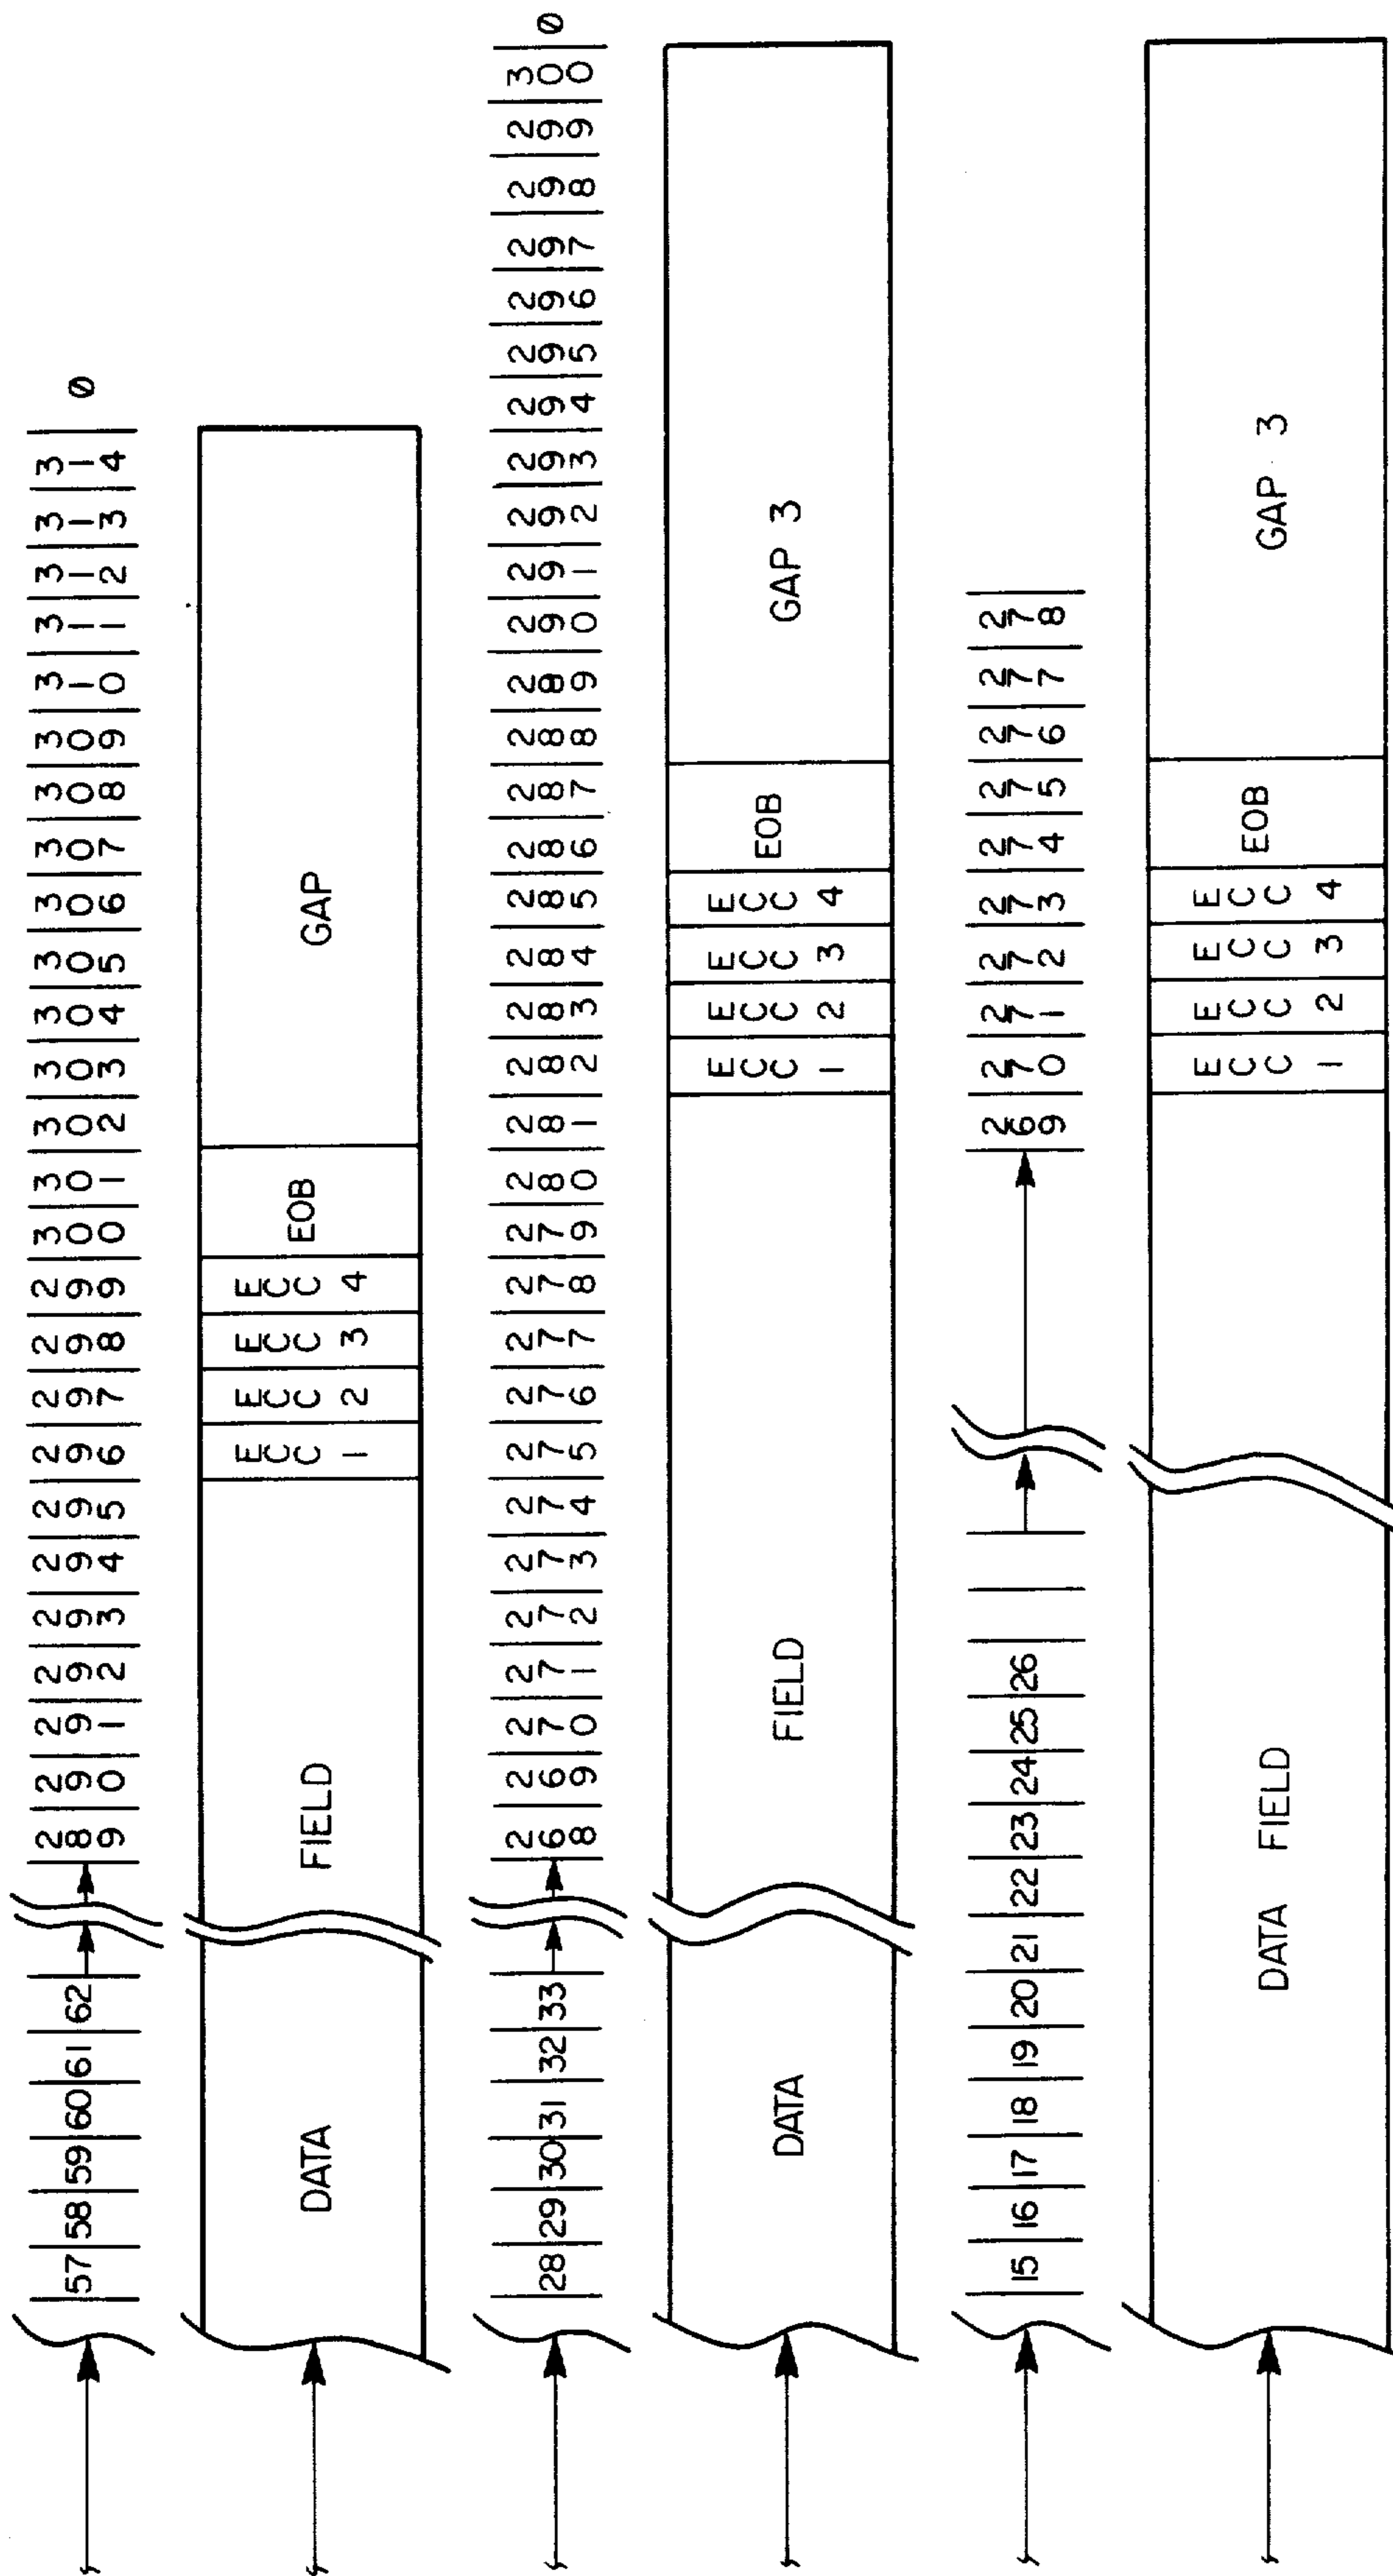 57 58 59 60 61 62 289 290 291 292 293 294 295 296 297 298 299 300 301 302 303 304 305 306 307 308 309 310 311 312 313 314 0
DATA FIELD ECC 1 ECC 2 ECC 3 ECC 4 EOB GAP
28 29 30 31 32 33 268 269 270 271 272 273 274 275 276 277 278 279 280 281 282 283 284 285 286 287 288 289 290 291 292 293 294 295 296 297 298 299 300 0
DATA FIELD ECC 1 ECC 2 ECC 3 ECC 4 EOB GAP 3
15 16 17 18 19 20 21 22 23 24 25 26 269 270 271 272 273 274 275 276 277 278
DATA FIELD ECC 1 ECC 2 ECC 3 ECC 4 EOB GAP 3